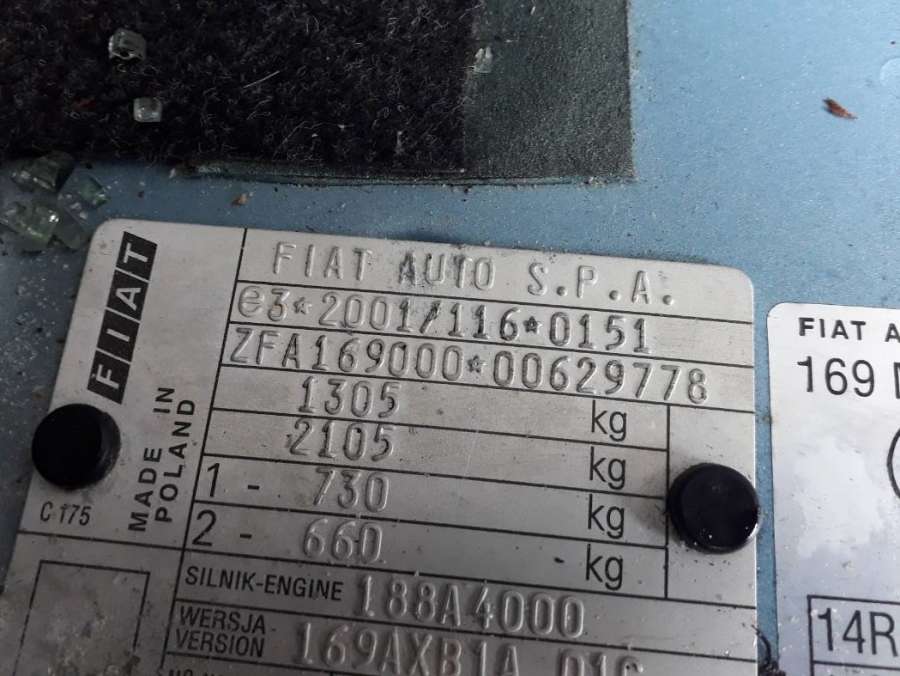 FIAT
MADE IN
POLAND
C 175
FIAT AUTO S.P.A.
e3*2001/116*0151
ZFA169000*00629778
1305 kg
2105 kg
1 - 730 kg
2 - 660 kg
SILNIK-ENGINE 188A4000
WERSJA
VERSION 169AXB1A
FIAT A
169
14R